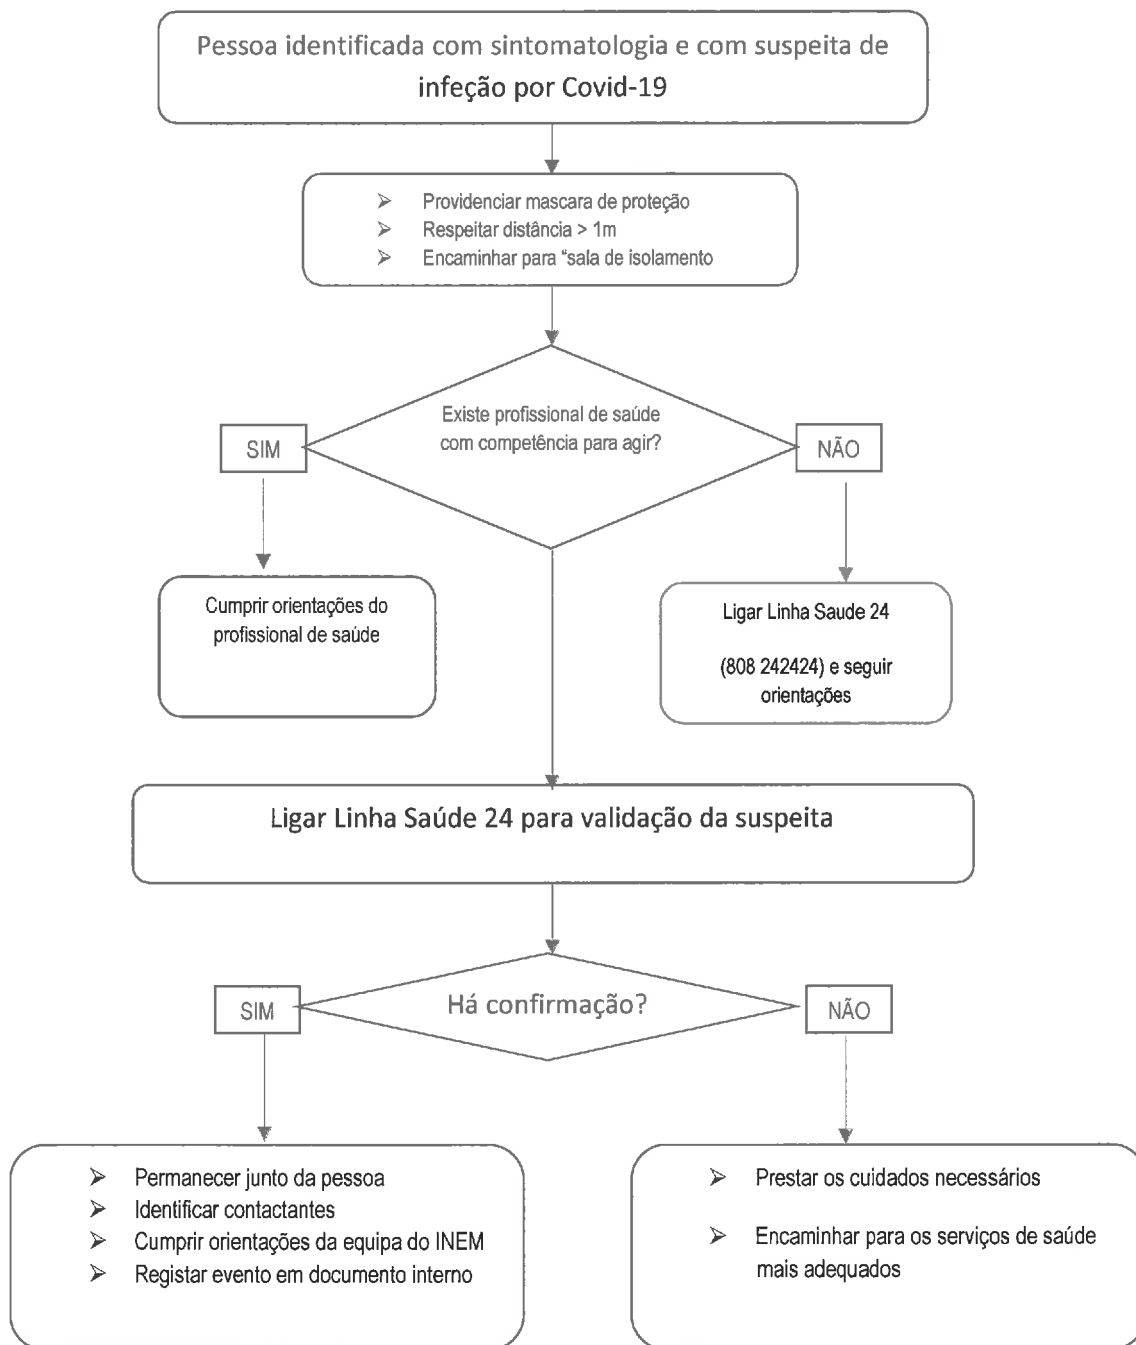 Pessoa identificada com sintomatologia e com suspeita de
infeção por Covid-19
➢ Providenciar mascara de proteção
➢ Respeitar distância > 1m
➢ Encaminhar para “sala de isolamento
Existe profissional de saúde
com competência para agir?
SIM
NÃO
Cumprir orientações do
profissional de saúde
Ligar Linha Saude 24
(808 242424) e seguir
orientações
Ligar Linha Saúde 24 para validação da suspeita
Há confirmação?
SIM
NÃO
➢ Permanecer junto da pessoa
➢ Identificar contactantes
➢ Cumprir orientações da equipa do INEM
➢ Registar evento em documento interno
➢ Prestar os cuidados necessários
➢ Encaminhar para os serviços de saúde
mais adequados